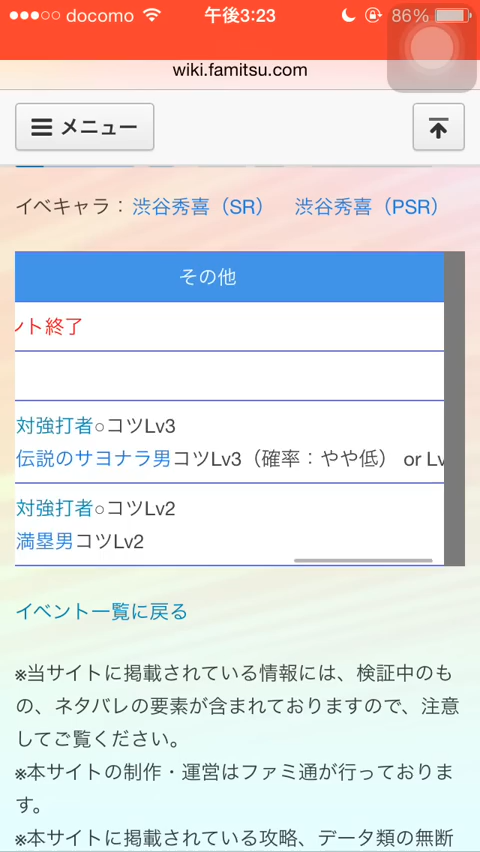 docomo 午後3:23 86%
wiki.famitsu.com
メニュー
イベキャラ：渋谷秀喜（SR） 渋谷秀喜（PSR）
その他
ント終了
対強打者○コツLv3
伝説のサヨナラ男コツLv3（確率：やや低） or Lv
対強打者○コツLv2
満塁男コツLv2
イベント一覧に戻る
※当サイトに掲載されている情報には、検証中のも
の、ネタバレの要素が含まれておりますので、注意
してご覧ください。
※本サイトの制作・運営はファミ通が行っておりま
す。
※本サイトに掲載されている攻略、データ類の無断